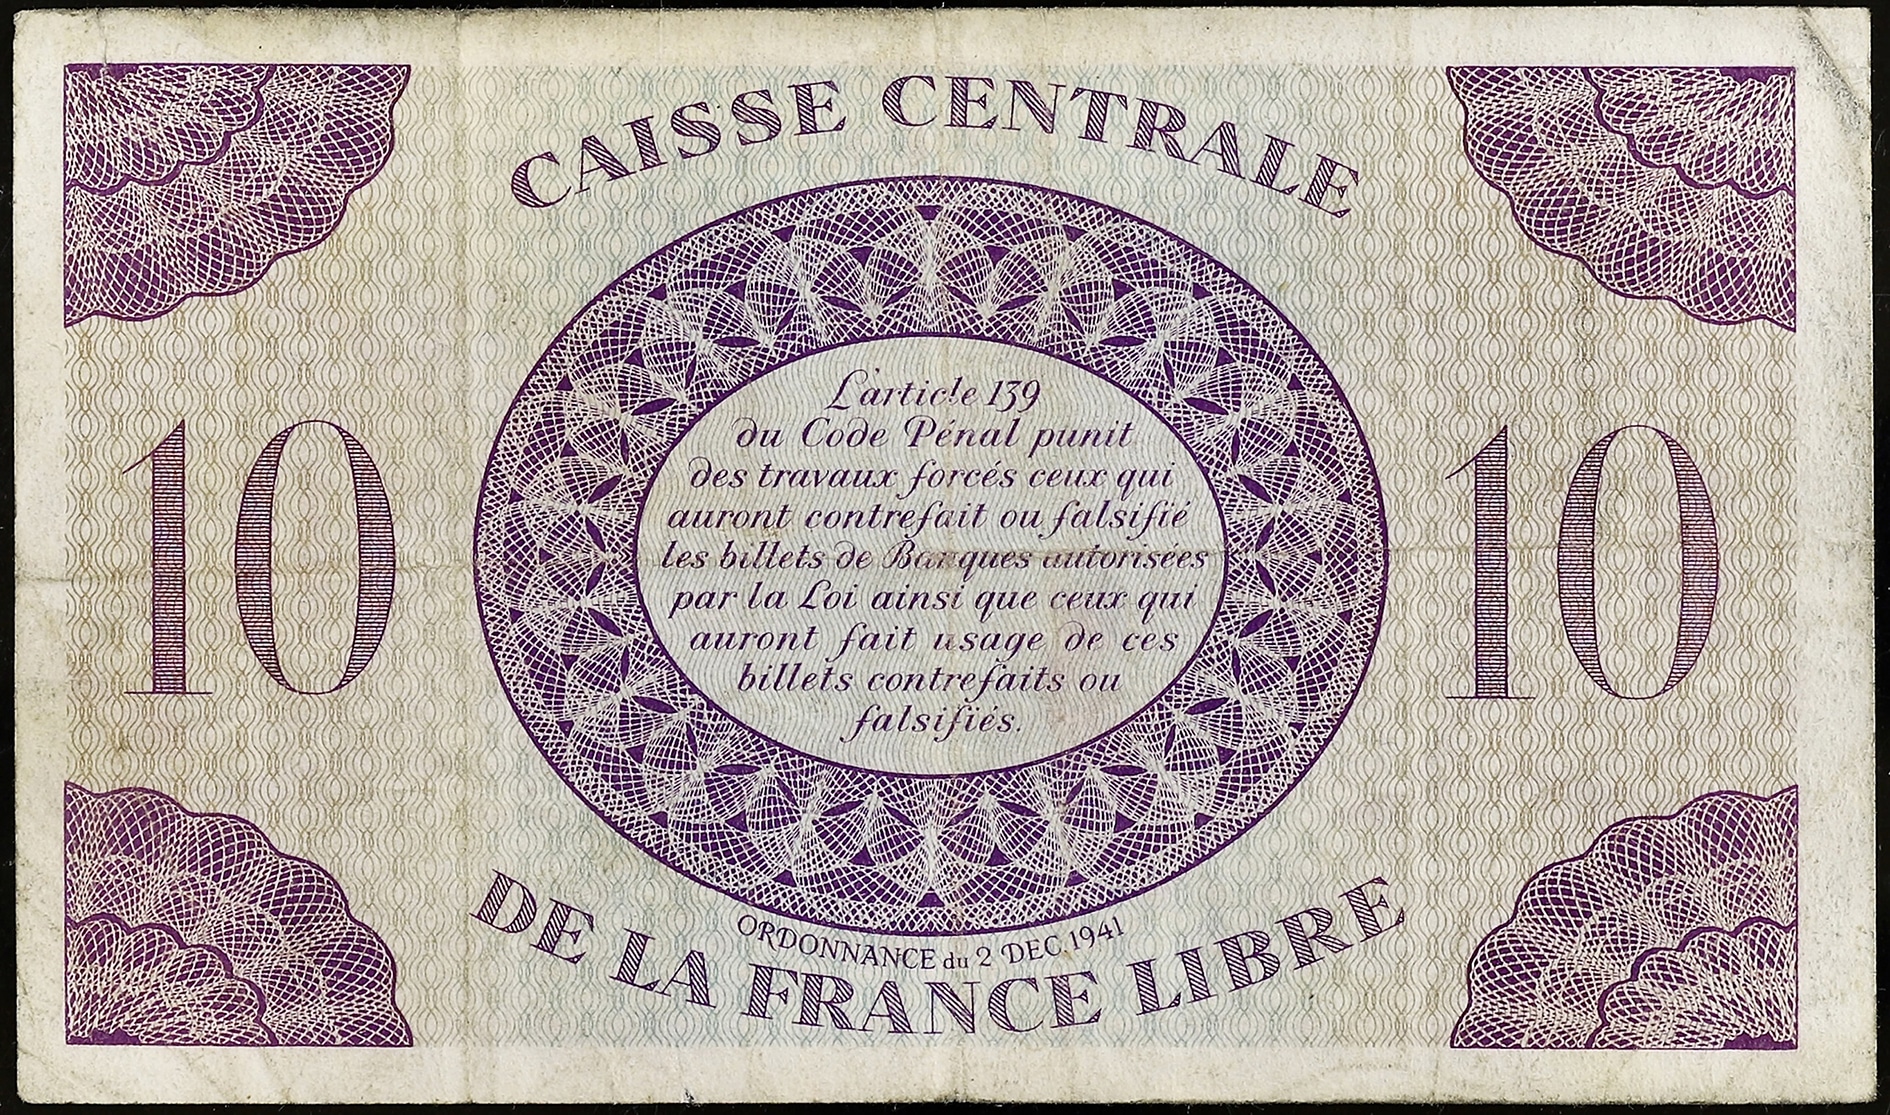 CAISSE CENTRALE
L'article 139
du Code Pénal punit
des travaux forcés ceux qui
auront contrefait ou falsifié
les billets de Banques autorisées
par la Loi ainsi que ceux qui
auront fait usage de ces
billets contrefaits ou
falsifiés.
10
10
ORDONNANCE du 2 DEC. 1941
DE LA FRANCE LIBRE